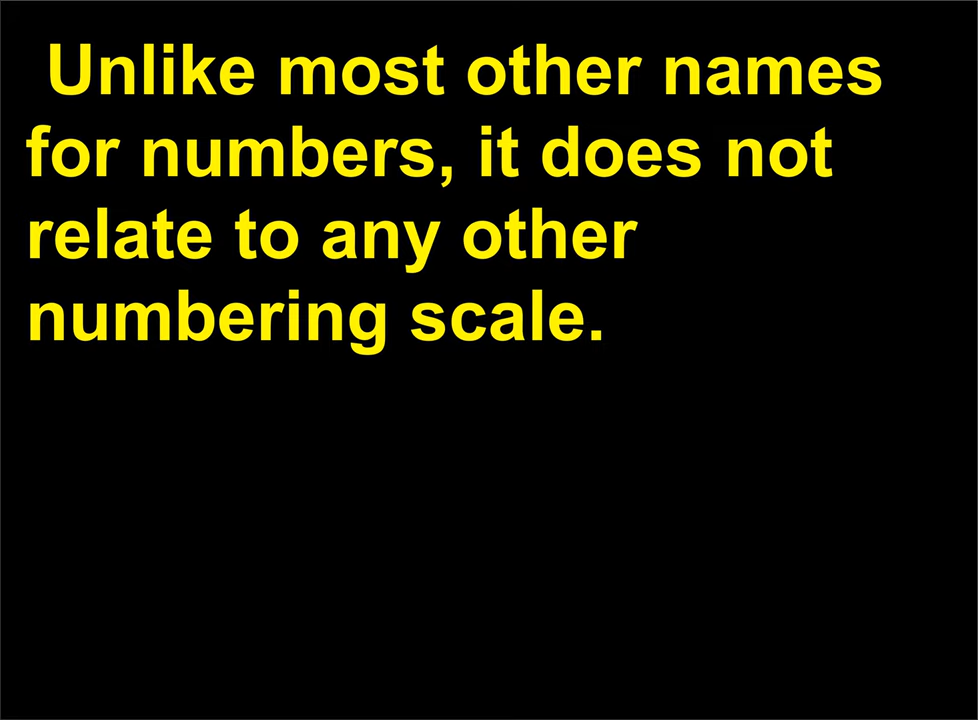 Unlike most other names
for numbers, it does not
relate to any other
numbering scale.